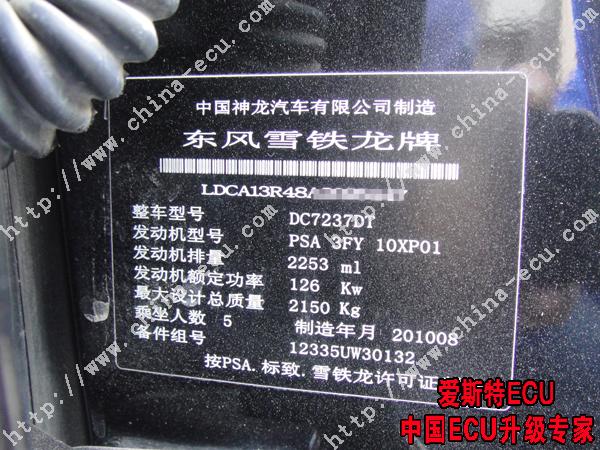 中国神龙汽车有限公司制造
东风雪铁龙牌
LDCA13R48A
整车型号 DC7237DT
发动机型号 PSA 3FY 10XP01
发动机排量 2253 ml
发动机额定功率 126 Kw
最大设计总质量 2150 Kg
乘坐人数 5 制造年月 201008
备件组号 12335UW30132
按PSA.标致.雪铁龙许可证
爱斯特ECU
中国ECU升级专家
http://www.china-ecu.com